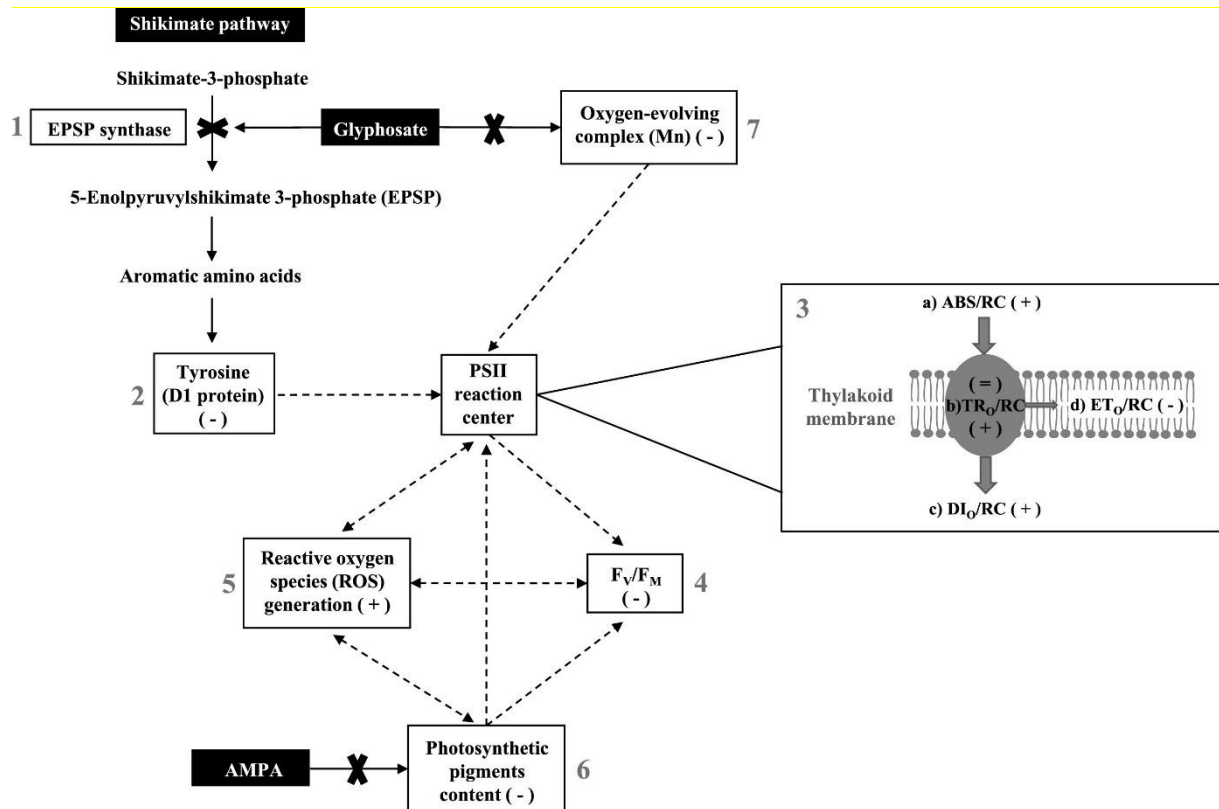 Shikimate pathway
Shikimate-3-phosphate
1
EPSP synthase
Glyphosate
Oxygen-evolving
complex (Mn) ( - )
7
5-Enolpyruvylshikimate 3-phosphate (EPSP)
Aromatic amino acids
2
Tyrosine
(D1 protein)
( - )
PSII
reaction
center
3
a) ABS/RC ( + )
Thylakoid
membrane
( = )
b)TRO/RC
( + )
d) ETO/RC ( - )
c) DIO/RC ( + )
5
Reactive oxygen
species (ROS)
generation ( + )
FV/FM
( - )
4
AMPA
Photosynthetic
pigments
content ( - )
6